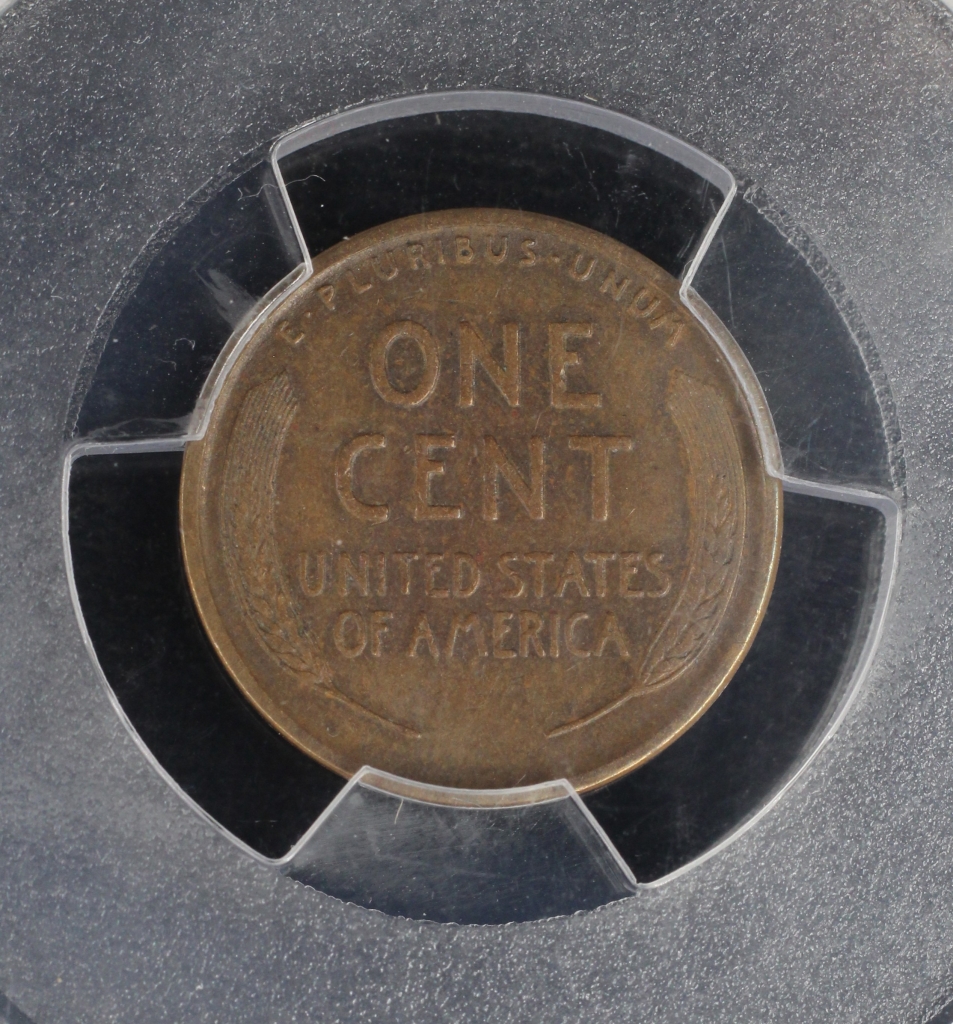 E·PLURIBUS·UNUM
ONE
CENT
UNITED STATES
OF AMERICA